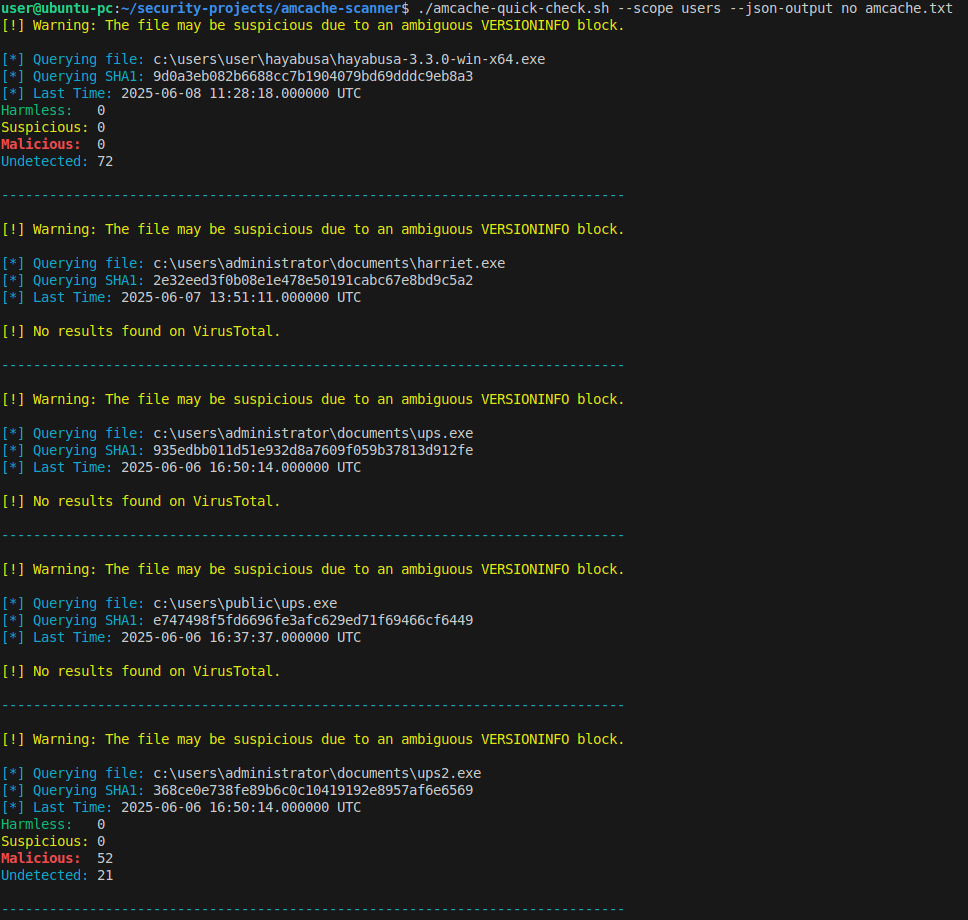 user@ubuntu-pc:~/security-projects/amcache-scanner$ ./amcache-quick-check.sh --scope users --json-output no amcache.txt
[!] Warning: The file may be suspicious due to an ambiguous VERSIONINFO block.
[*] Querying file: c:\users\user\hayabusa\hayabusa-3.3.0-win-x64.exe
[*] Querying SHA1: 9d0a3eb082b6688cc7b1904079bd69dddc9eb8a3
[*] Last Time: 2025-06-08 11:28:18.000000 UTC
Harmless: 0
Suspicious: 0
Malicious: 0
Undetected: 72
------------------------------------------------------------------------------
[!] Warning: The file may be suspicious due to an ambiguous VERSIONINFO block.
[*] Querying file: c:\users\administrator\documents\harriet.exe
[*] Querying SHA1: 2e32eed3f0b08e1e478e50191cabc67e8bd9c5a2
[*] Last Time: 2025-06-07 13:51:11.000000 UTC
[!] No results found on VirusTotal.
------------------------------------------------------------------------------
[!] Warning: The file may be suspicious due to an ambiguous VERSIONINFO block.
[*] Querying file: c:\users\administrator\documents\ups.exe
[*] Querying SHA1: 935edbb011d51e932d8a7609f059b37813d912fe
[*] Last Time: 2025-06-06 16:50:14.000000 UTC
[!] No results found on VirusTotal.
------------------------------------------------------------------------------
[!] Warning: The file may be suspicious due to an ambiguous VERSIONINFO block.
[*] Querying file: c:\users\public\ups.exe
[*] Querying SHA1: e747498f5fd6696fe3afc629ed71f69466cf6449
[*] Last Time: 2025-06-06 16:37:37.000000 UTC
[!] No results found on VirusTotal.
------------------------------------------------------------------------------
[!] Warning: The file may be suspicious due to an ambiguous VERSIONINFO block.
[*] Querying file: c:\users\administrator\documents\ups2.exe
[*] Querying SHA1: 368ce0e738fe89b6c0c10419192e8957af6e6569
[*] Last Time: 2025-06-06 16:50:14.000000 UTC
Harmless: 0
Suspicious: 0
Malicious: 52
Undetected: 21
------------------------------------------------------------------------------